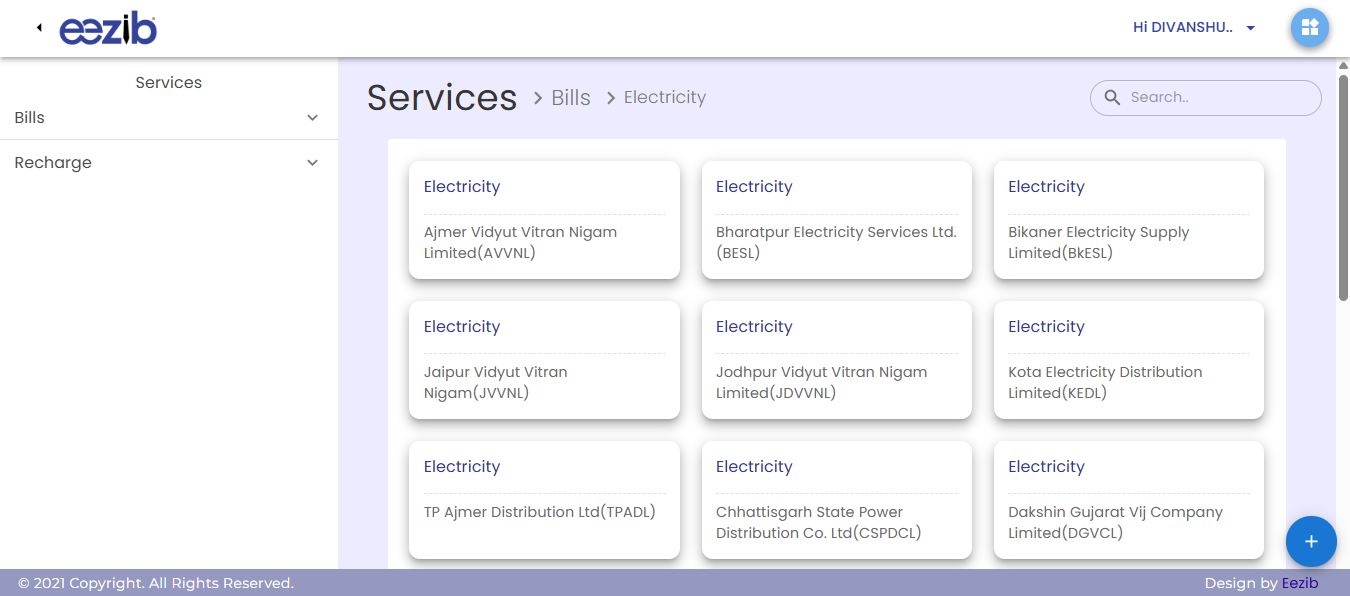 eezib
Hi DIVANSHU..
Services
Bills
Recharge
Services > Bills > Electricity
Search..
Electricity
Ajmer Vidyut Vitran Nigam
Limited(AVVNL)
Electricity
Bharatpur Electricity Services Ltd.
(BESL)
Electricity
Bikaner Electricity Supply
Limited(BkESL)
Electricity
Jaipur Vidyut Vitran
Nigam(JVVNL)
Electricity
Jodhpur Vidyut Vitran Nigam
Limited(JDVVNL)
Electricity
Kota Electricity Distribution
Limited(KEDL)
Electricity
TP Ajmer Distribution Ltd(TPADL)
Electricity
Chhattisgarh State Power
Distribution Co. Ltd(CSPDCL)
Electricity
Dakshin Gujarat Vij Company
Limited(DGVCL)
+
© 2021 Copyright. All Rights Reserved.
Design by Eezib